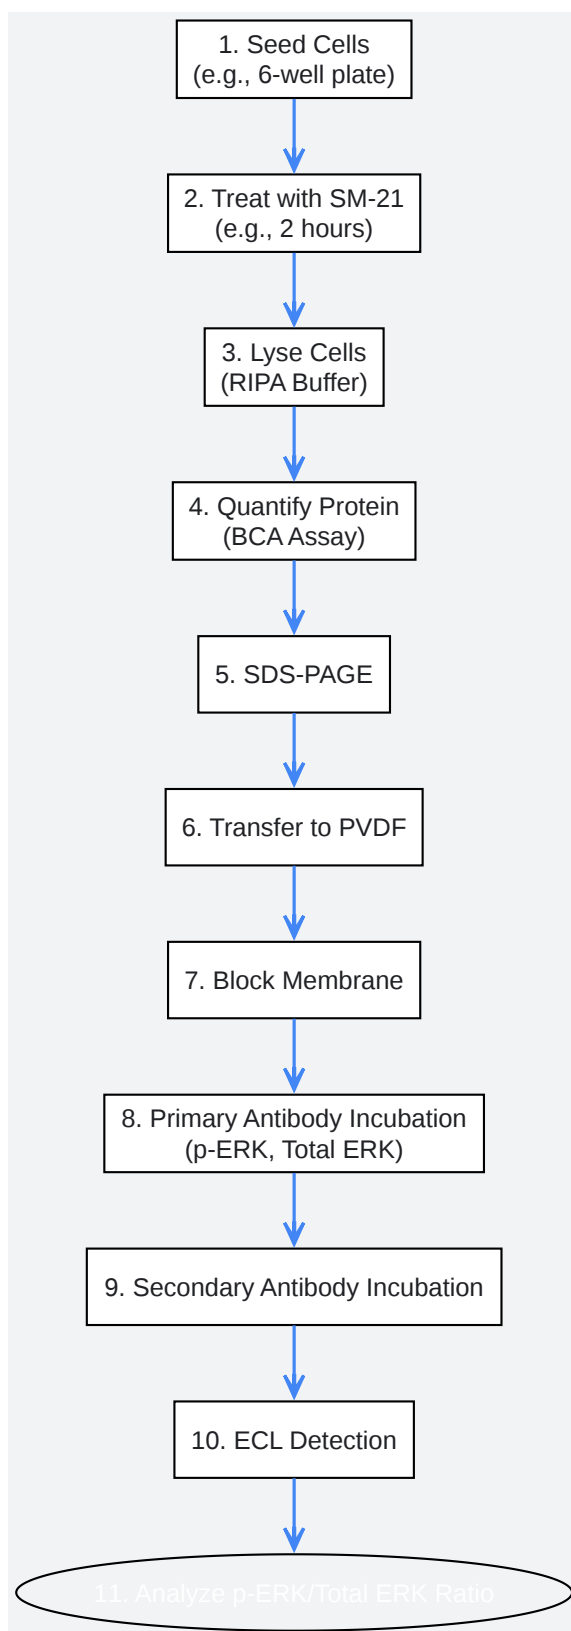 1. Seed Cells
(e.g., 6-well plate)
2. Treat with SM-21
(e.g., 2 hours)
3. Lyse Cells
(RIPA Buffer)
4. Quantify Protein
(BCA Assay)
5. SDS-PAGE
6. Transfer to PVDF
7. Block Membrane
8. Primary Antibody Incubation
(p-ERK, Total ERK)
9. Secondary Antibody Incubation
10. ECL Detection
11. Analyze p-ERK/Total ERK Ratio